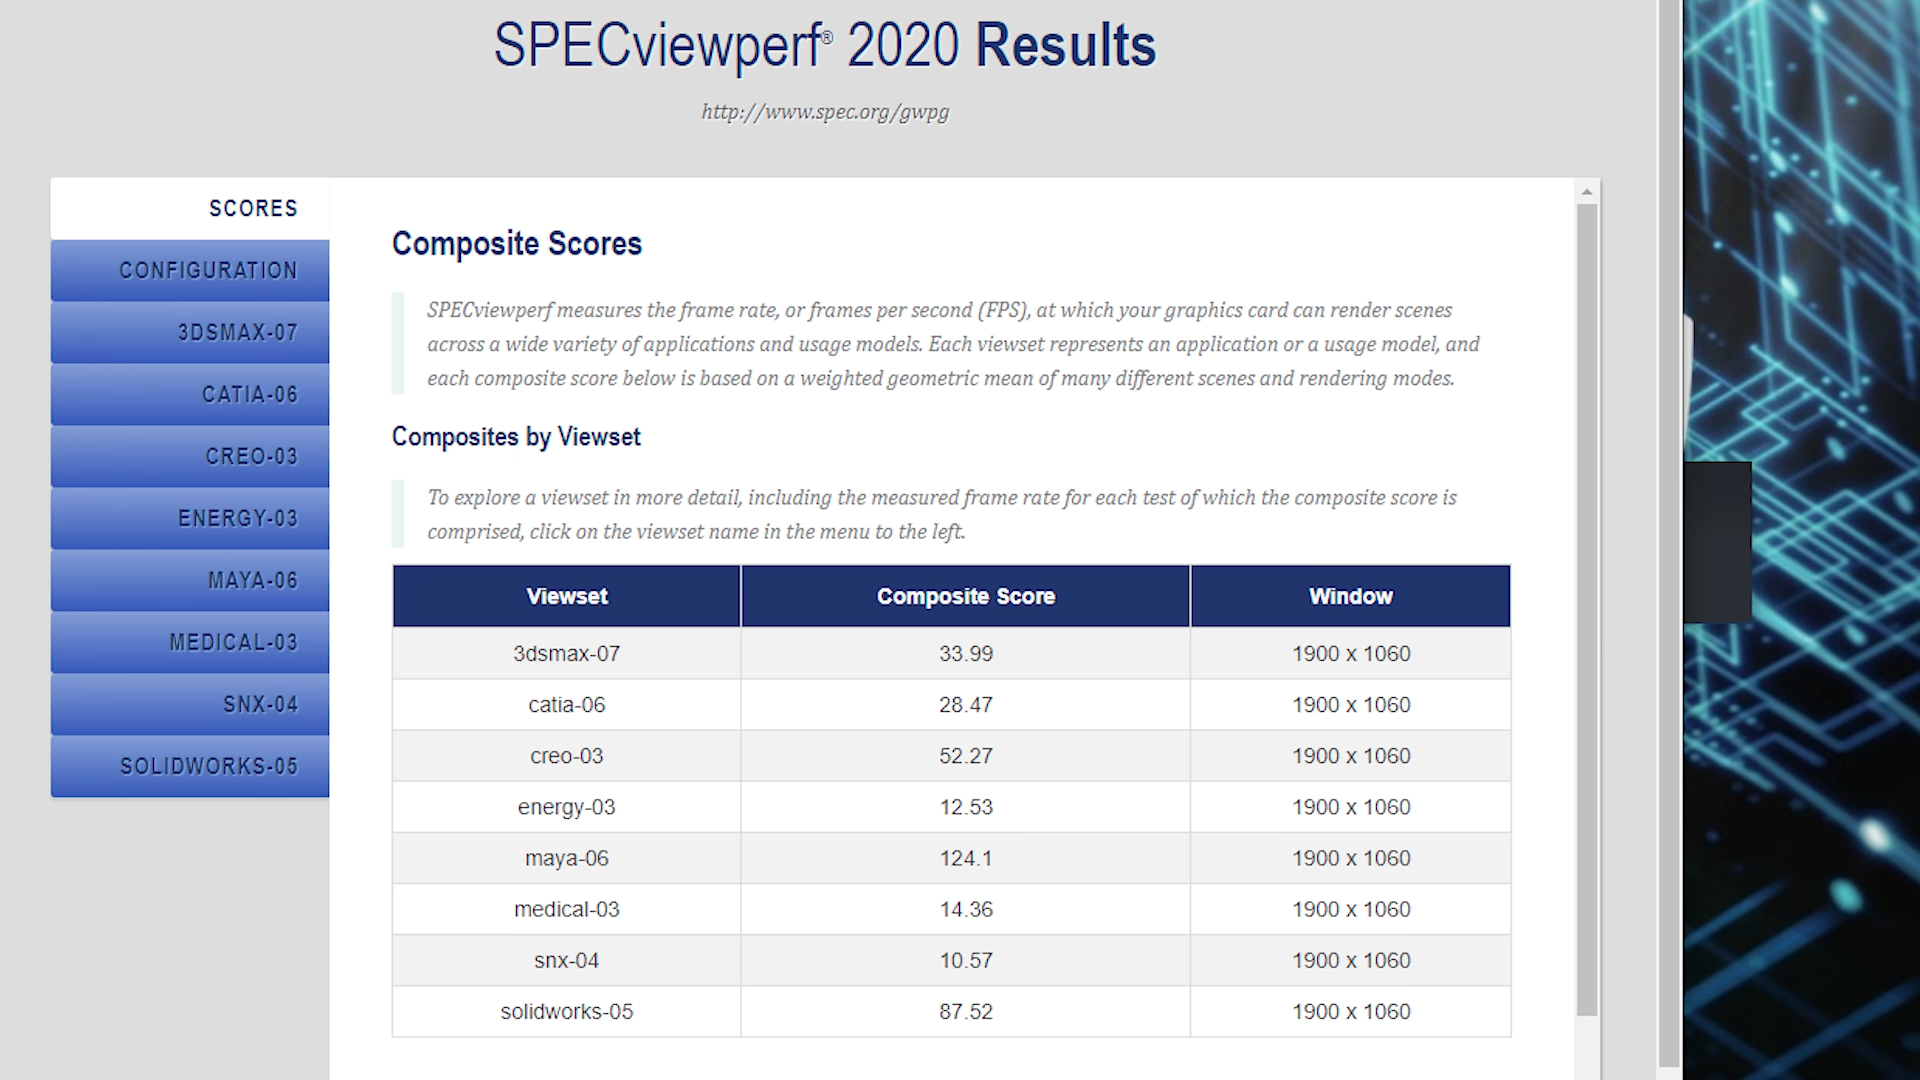 SPECviewperf® 2020 Results
http://www.spec.org/gwpg
SCORES
CONFIGURATION
3DSMAX-07
CATIA-06
CREO-03
ENERGY-03
MAYA-06
MEDICAL-03
SNX-04
SOLIDWORKS-05
Composite Scores
SPECviewperf measures the frame rate, or frames per second (FPS), at which your graphics card can render scenes
across a wide variety of applications and usage models. Each viewset represents an application or a usage model, and
each composite score below is based on a weighted geometric mean of many different scenes and rendering modes.
Composites by Viewset
To explore a viewset in more detail, including the measured frame rate for each test of which the composite score is
comprised, click on the viewset name in the menu to the left.
Viewset Composite Score Window
3dsmax-07 33.99 1900 x 1060
catia-06 28.47 1900 x 1060
creo-03 52.27 1900 x 1060
energy-03 12.53 1900 x 1060
maya-06 124.1 1900 x 1060
medical-03 14.36 1900 x 1060
snx-04 10.57 1900 x 1060
solidworks-05 87.52 1900 x 1060